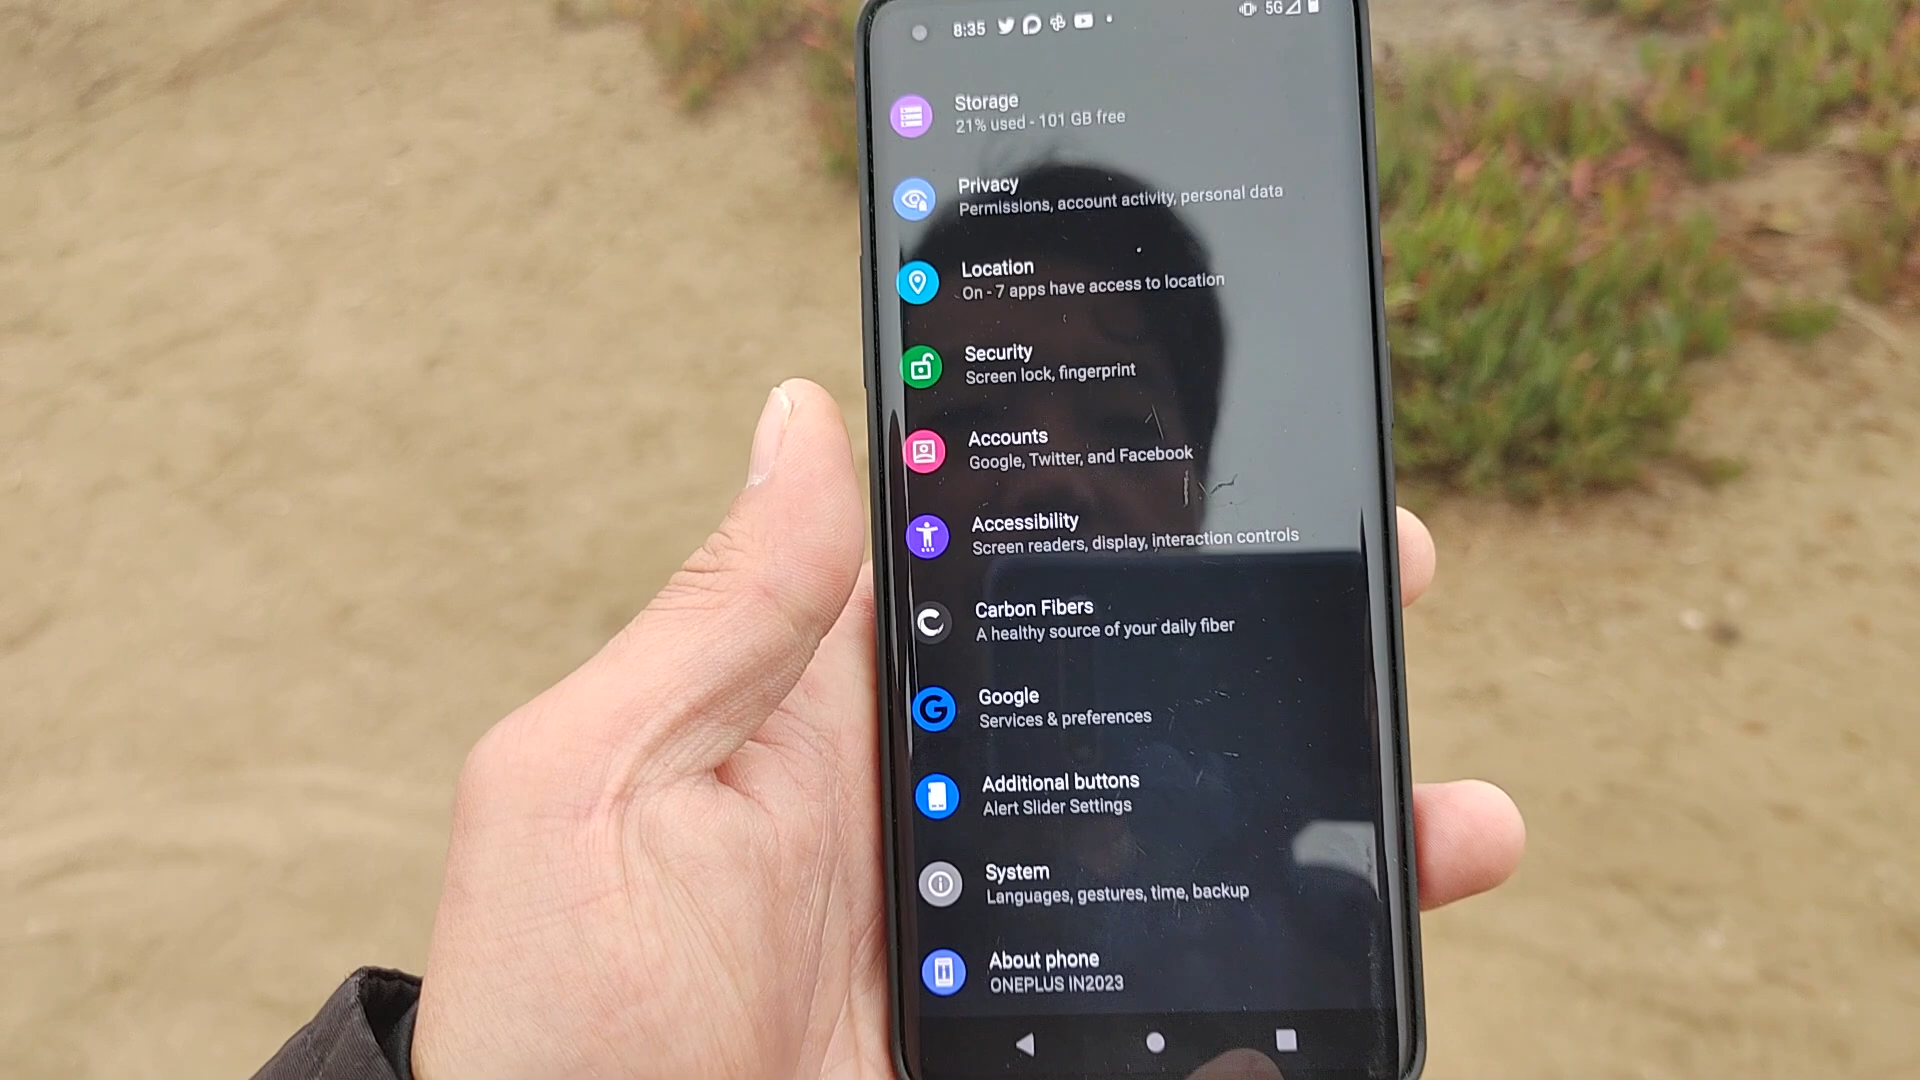 8:35
5G
Storage
21% used - 101 GB free
Privacy
Permissions, account activity, personal data
Location
On - 7 apps have access to location
Security
Screen lock, fingerprint
Accounts
Google, Twitter, and Facebook
Accessibility
Screen readers, display, interaction controls
Carbon Fibers
A healthy source of your daily fiber
Google
Services & preferences
Additional buttons
Alert Slider Settings
System
Languages, gestures, time, backup
About phone
ONEPLUS IN2023